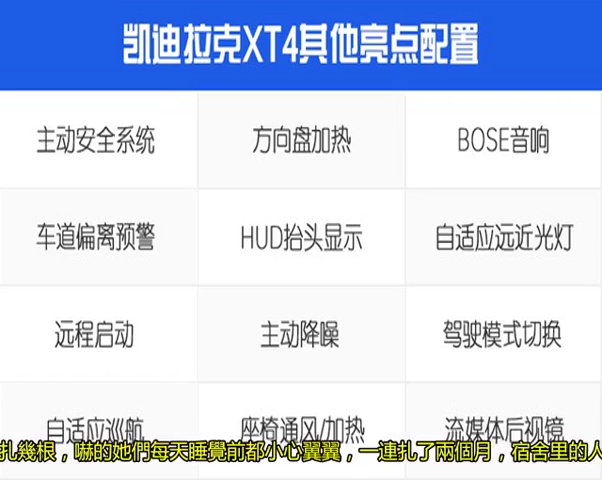 凯迪拉克XT4其他亮点配置
主动安全系统 方向盘加热 BOSE音响
车道偏离预警 HUD抬头显示 自适应远近光灯
远程启动 主动降噪 驾驶模式切换
自适应巡航 座椅通风/加热 流媒体后视镜
扎幾根，嚇的她們每天睡覺前都小心翼翼，一連扎了兩個月，宿舍里的人